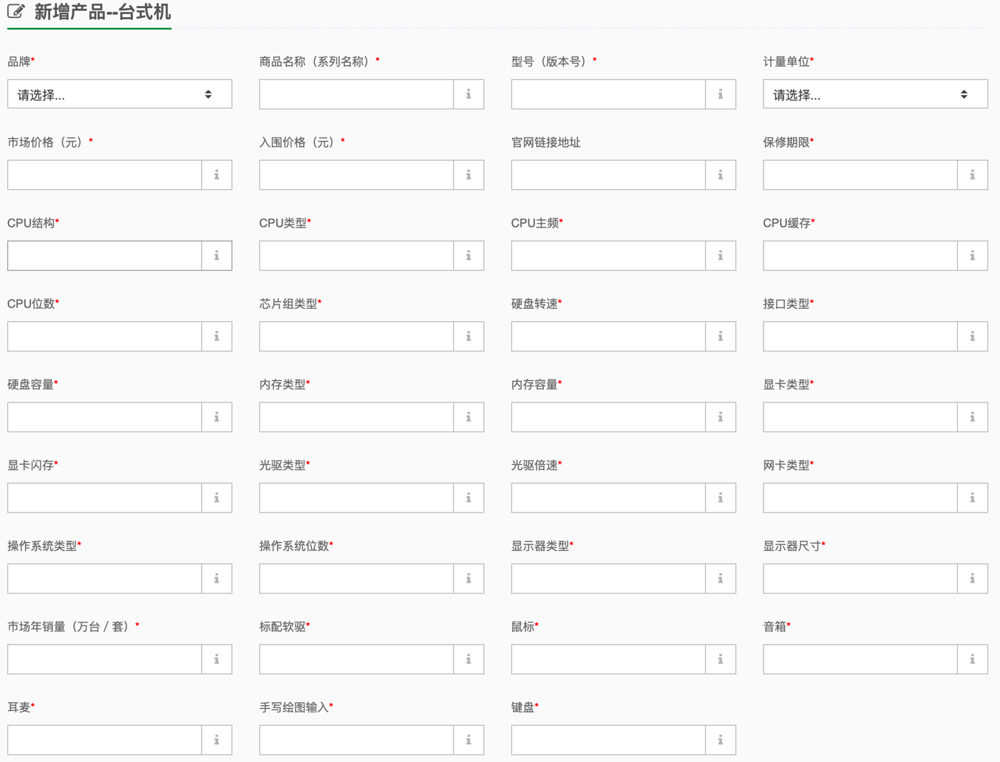 新增产品--台式机
品牌* 商品名称（系列名称）* 型号（版本号）* 计量单位*
请选择... 请选择...
市场价格（元）* 入围价格（元）* 官网链接地址 保修期限*
CPU结构* CPU类型* CPU主频* CPU缓存*
CPU位数* 芯片组类型* 硬盘转速* 接口类型*
硬盘容量* 内存类型* 内存容量* 显卡类型*
显卡闪存* 光驱类型* 光驱倍速* 网卡类型*
操作系统类型* 操作系统位数* 显示器类型* 显示器尺寸*
市场年销量（万台 / 套）* 标配软驱* 鼠标* 音箱*
耳麦* 手写绘图输入* 键盘*